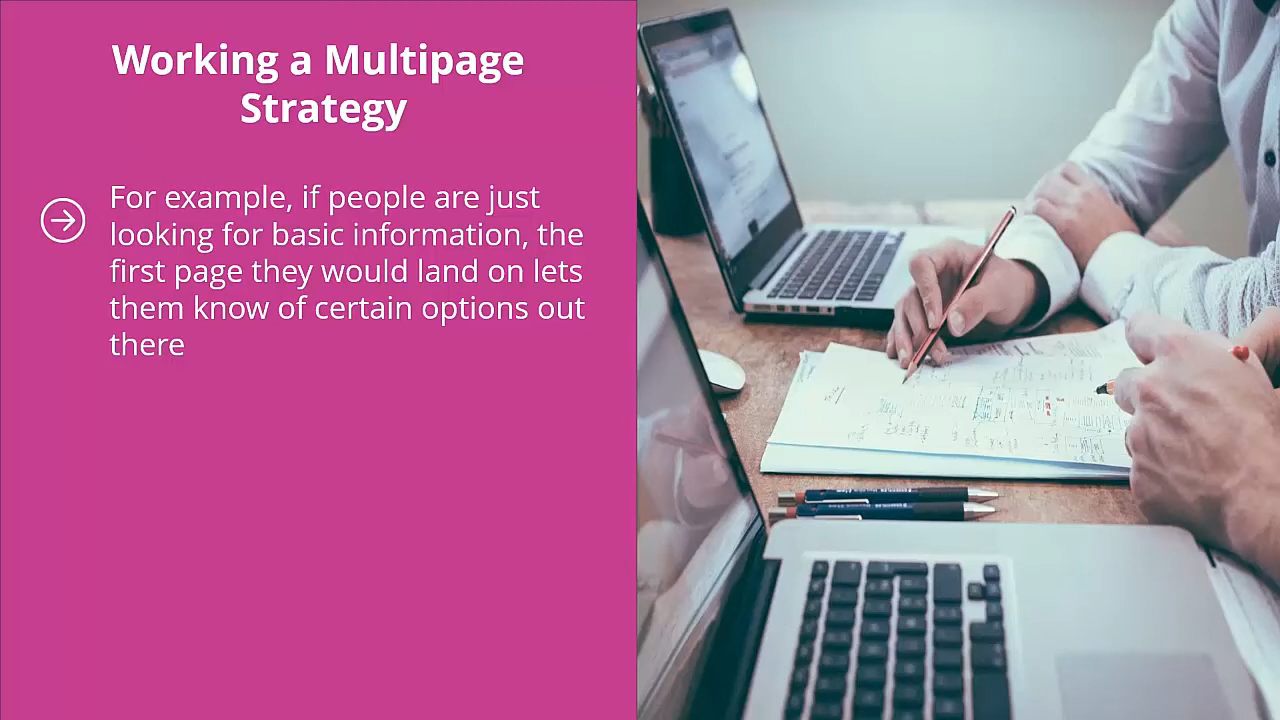 Working a Multipage
Strategy
For example, if people are just
looking for basic information, the
first page they would land on lets
them know of certain options out
there